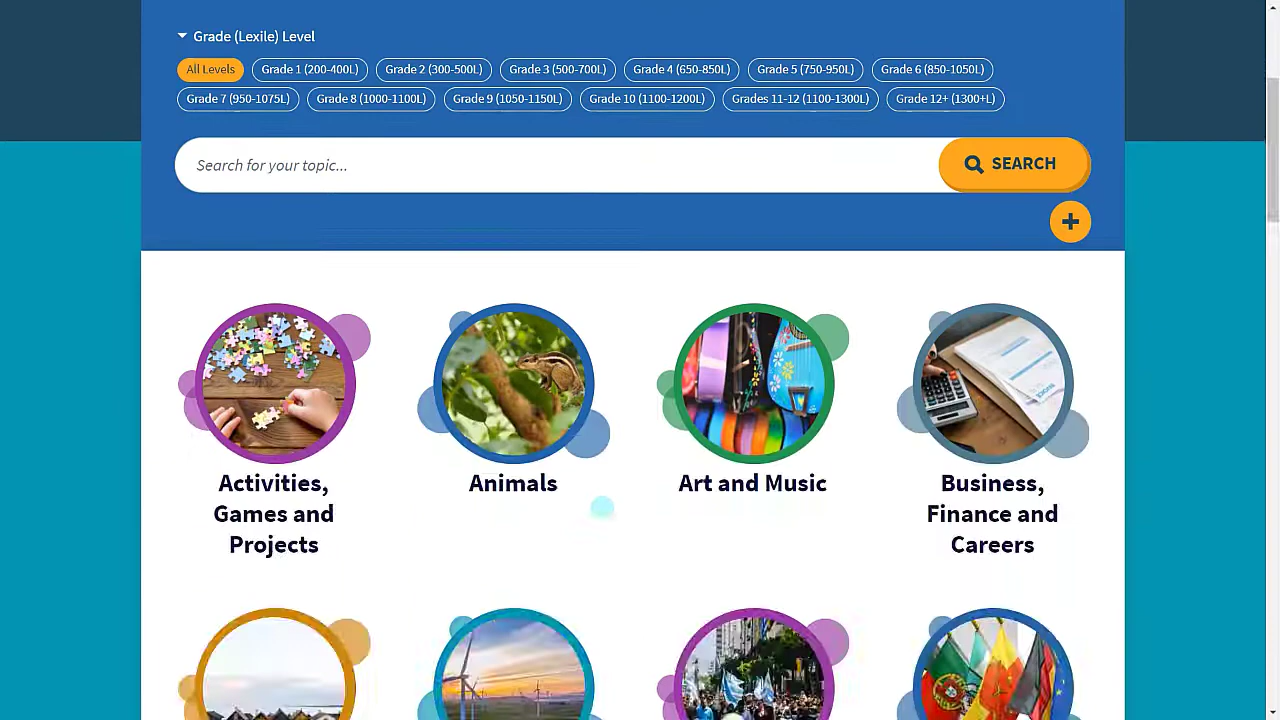 Grade (Lexile) Level
All Levels Grade 1 (200-400L) Grade 2 (300-500L) Grade 3 (500-700L) Grade 4 (650-850L) Grade 5 (750-950L) Grade 6 (850-1050L)
Grade 7 (950-1075L) Grade 8 (1000-1100L) Grade 9 (1050-1150L) Grade 10 (1100-1200L) Grades 11-12 (1100-1300L) Grade 12+ (1300+L)
Search for your topic... SEARCH
Activities,
Games and
Projects
Animals
Art and Music
Business,
Finance and
Careers